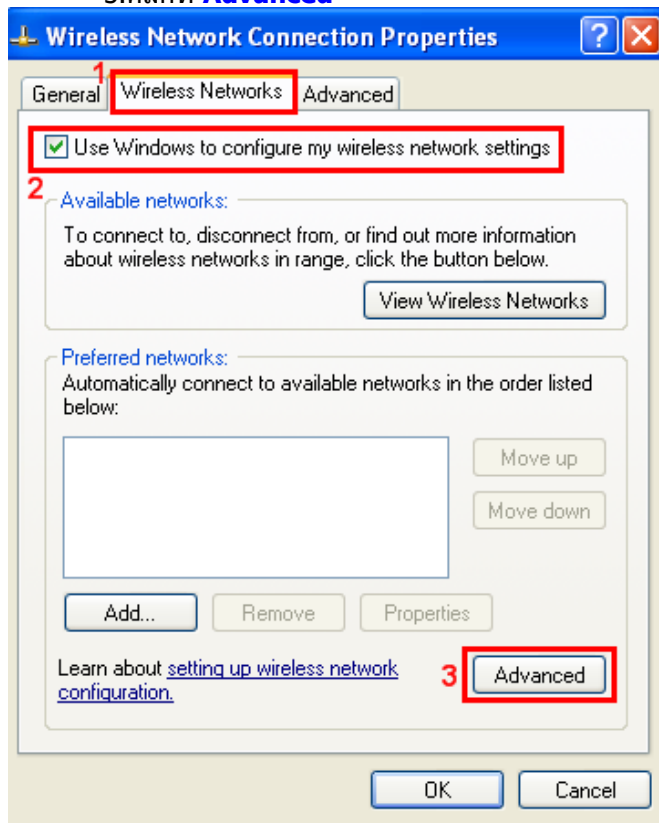 Advanced
Wireless Network Connection Properties
1
General Wireless Networks Advanced
Use Windows to configure my wireless network settings
2
Available networks:
To connect to, disconnect from, or find out more information
about wireless networks in range, click the button below.
View Wireless Networks
Preferred networks:
Automatically connect to available networks in the order listed
below:
Move up
Move down
Add... Remove Properties
Learn about setting up wireless network
configuration.
3 Advanced
OK Cancel